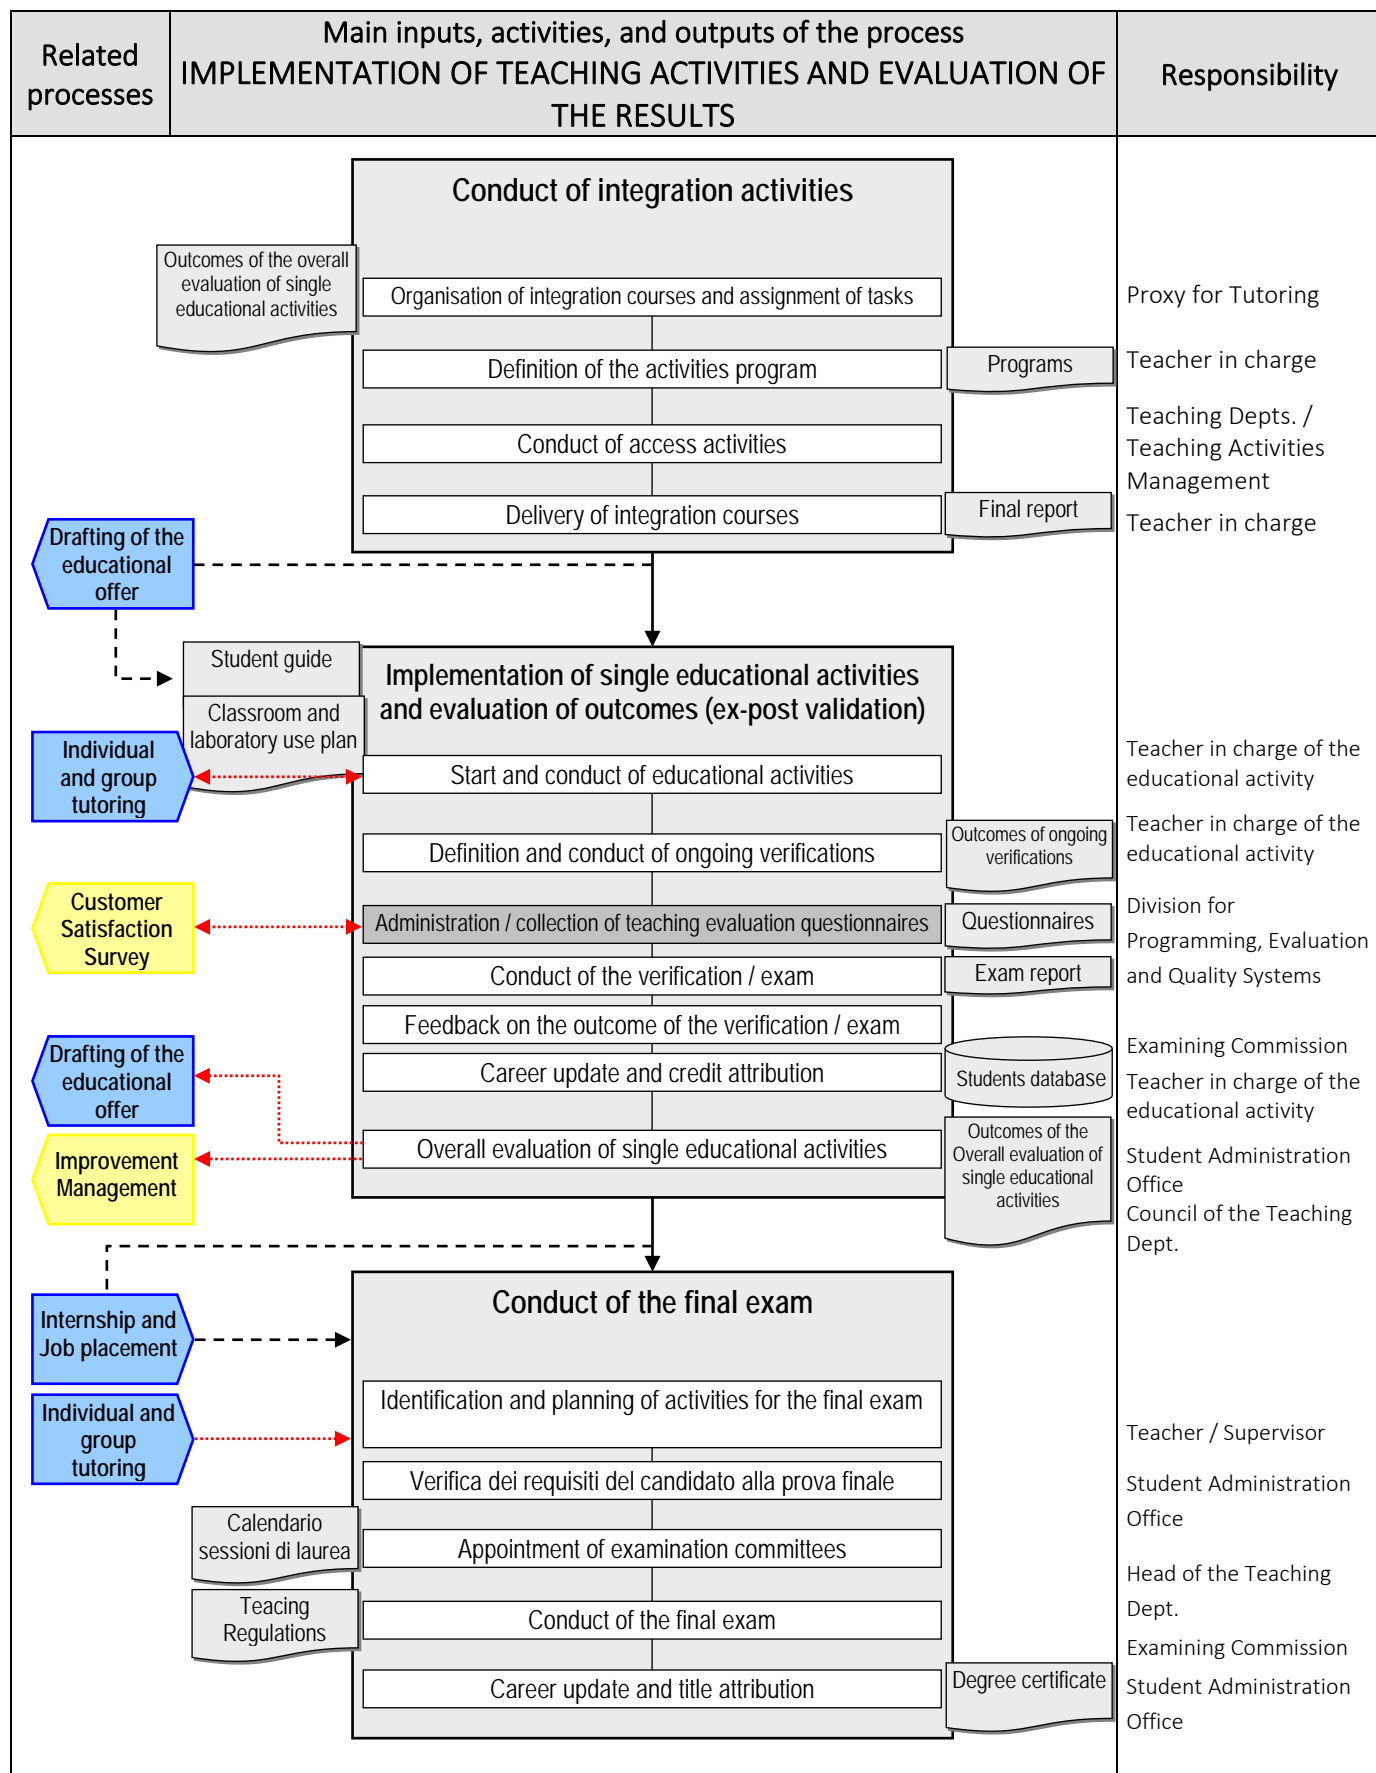 Related
processes
Main inputs, activities, and outputs of the process
IMPLEMENTATION OF TEACHING ACTIVITIES AND EVALUATION OF
THE RESULTS
Responsibility
Conduct of integration activities
Outcomes of the overall
evaluation of single
educational activities
Organisation of integration courses and assignment of tasks
Proxy for Tutoring
Definition of the activities program
Programs
Teacher in charge
Conduct of access activities
Teaching Depts. /
Teaching Activities
Management
Delivery of integration courses
Final report
Teacher in charge
Drafting of the
educational
offer
Student guide
Classroom and
laboratory use plan
Implementation of single educational activities
and evaluation of outcomes (ex-post validation)
Individual
and group
tutoring
Start and conduct of educational activities
Teacher in charge of the
educational activity
Definition and conduct of ongoing verifications
Outcomes of ongoing
verifications
Teacher in charge of the
educational activity
Customer
Satisfaction
Survey
Administration / collection of teaching evaluation questionnaires
Questionnaires
Division for
Programming, Evaluation
and Quality Systems
Conduct of the verification / exam
Exam report
Feedback on the outcome of the verification / exam
Drafting of the
educational
offer
Career update and credit attribution
Students database
Examining Commission
Teacher in charge of the
educational activity
Improvement
Management
Overall evaluation of single educational activities
Outcomes of the
Overall evaluation of
single educational
activities
Student Administration
Office
Council of the Teaching
Dept.
Conduct of the final exam
Internship and
Job placement
Individual and
group
tutoring
Identification and planning of activities for the final exam
Teacher / Supervisor
Verifica dei requisiti del candidato alla prova finale
Student Administration
Office
Calendario
sessioni di laurea
Appointment of examination committees
Head of the Teaching
Dept.
Teacing
Regulations
Conduct of the final exam
Examining Commission
Career update and title attribution
Degree certificate
Student Administration
Office